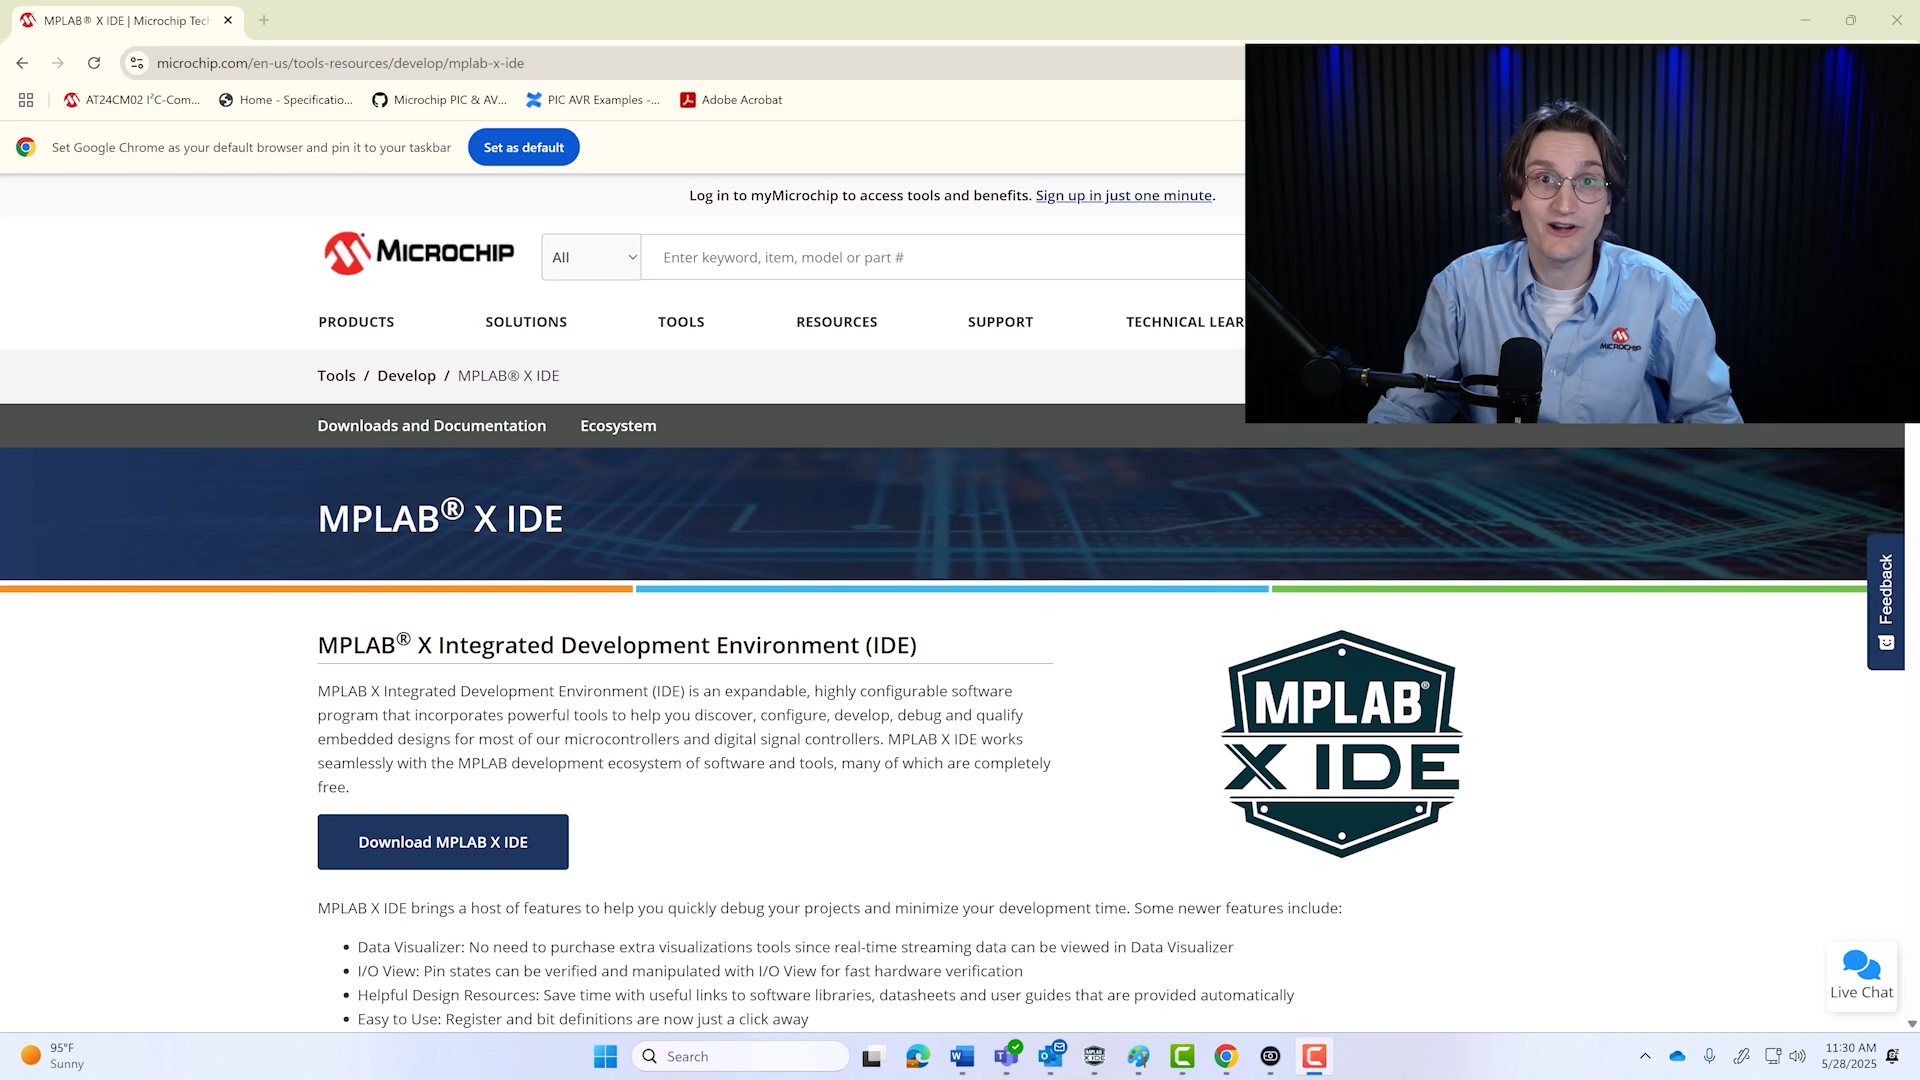 MPLAB® X IDE | Microchip Tec
microchip.com/en-us/tools-resources/develop/mplab-x-ide
AT24CM02 I²C-Com...
Home - Specificatio...
Microchip PIC & AV...
PIC AVR Examples -...
Adobe Acrobat
Set Google Chrome as your default browser and pin it to your taskbar
Set as default
Log in to myMicrochip to access tools and benefits. Sign up in just one minute.
MICROCHIP
All
Enter keyword, item, model or part #
PRODUCTS
SOLUTIONS
TOOLS
RESOURCES
SUPPORT
TECHNICAL LEAR
MICROCHIP
Tools / Develop / MPLAB® X IDE
Downloads and Documentation
Ecosystem
MPLAB® X IDE
Feedback
MPLAB® X Integrated Development Environment (IDE)
MPLAB X Integrated Development Environment (IDE) is an expandable, highly configurable software
program that incorporates powerful tools to help you discover, configure, develop, debug and qualify
embedded designs for most of our microcontrollers and digital signal controllers. MPLAB X IDE works
seamlessly with the MPLAB development ecosystem of software and tools, many of which are completely
free.
MPLAB®
X IDE
Download MPLAB X IDE
MPLAB X IDE brings a host of features to help you quickly debug your projects and minimize your development time. Some newer features include:
• Data Visualizer: No need to purchase extra visualizations tools since real-time streaming data can be viewed in Data Visualizer
• I/O View: Pin states can be verified and manipulated with I/O View for fast hardware verification
• Helpful Design Resources: Save time with useful links to software libraries, datasheets and user guides that are provided automatically
• Easy to Use: Register and bit definitions are now just a click away
Live Chat
95°F
Sunny
Search
MPLAB
X IDE
11:30 AM
5/28/2025